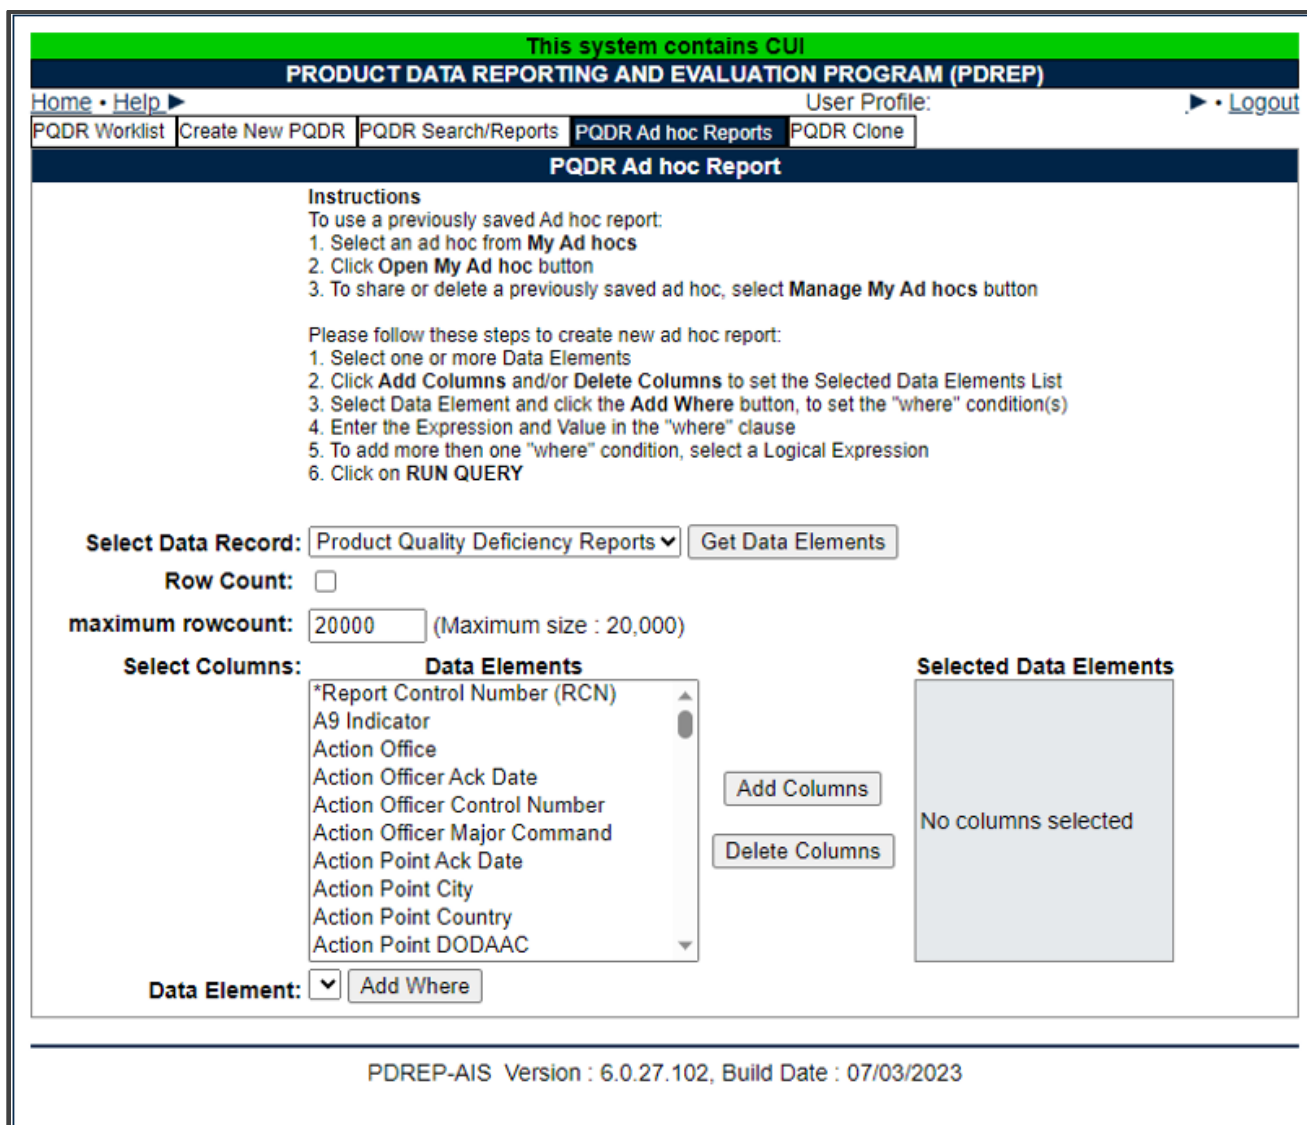 This system contains CUI
PRODUCT DATA REPORTING AND EVALUATION PROGRAM (PDREP)
Home • Help ▶ User Profile: ▶ • Logout
PQDR Worklist Create New PQDR PQDR Search/Reports PQDR Ad hoc Reports PQDR Clone
PQDR Ad hoc Report
Instructions
To use a previously saved Ad hoc report:
1. Select an ad hoc from My Ad hocs
2. Click Open My Ad hoc button
3. To share or delete a previously saved ad hoc, select Manage My Ad hocs button
Please follow these steps to create new ad hoc report:
1. Select one or more Data Elements
2. Click Add Columns and/or Delete Columns to set the Selected Data Elements List
3. Select Data Element and click the Add Where button, to set the "where" condition(s)
4. Enter the Expression and Value in the "where" clause
5. To add more then one "where" condition, select a Logical Expression
6. Click on RUN QUERY
Select Data Record: Product Quality Deficiency Reports Get Data Elements
Row Count:
maximum rowcount: 20000 (Maximum size : 20,000)
Select Columns: Data Elements Selected Data Elements
*Report Control Number (RCN)
A9 Indicator
Action Office
Action Officer Ack Date
Action Officer Control Number
Action Officer Major Command
Action Point Ack Date
Action Point City
Action Point Country
Action Point DODAAC
Add Columns
Delete Columns
No columns selected
Data Element: Add Where
PDREP-AIS Version : 6.0.27.102, Build Date : 07/03/2023